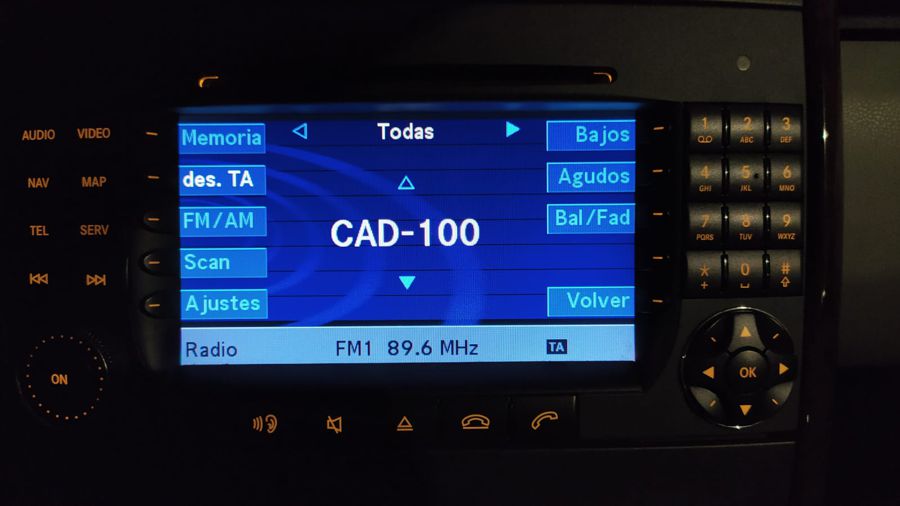 AUDIO VIDEO
NAV MAP
TEL SERV
ON
Memoria
des. TA
FM/AM
Scan
Ajustes
Todas
CAD-100
Bajos
Agudos
Bal/Fad
Volver
Radio FM1 89.6 MHz TA
1 2 3
ABC DEF
4 5 6
GHI JKL MNO
7 8 9
PQRS TUV WXYZ
* 0 #
+
OK